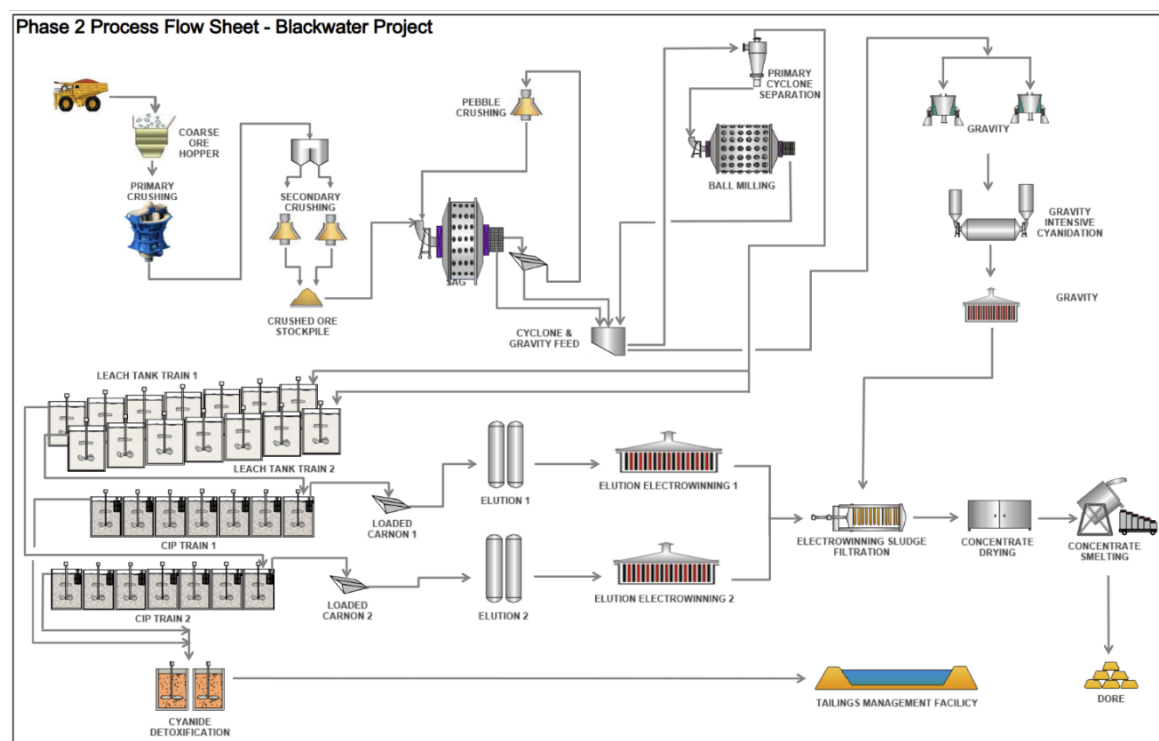 Phase 2 Process Flow Sheet - Blackwater Project
COARSE
ORE
HOPPER
PRIMARY
CRUSHING
SECONDARY
CRUSHING
CRUSHED ORE
STOCKPILE
PEBBLE
CRUSHING
SAG
CYCLONE &
GRAVITY FEED
PRIMARY
CYCLONE
SEPARATION
BALL MILLING
GRAVITY
GRAVITY
INTENSIVE
CYANIDATION
GRAVITY
LEACH TANK TRAIN 1
LEACH TANK TRAIN 2
CIP TRAIN 1
LOADED
CARNON 1
ELUTION 1
ELUTION ELECTROWINNING 1
CIP TRAIN 2
LOADED
CARNON 2
ELUTION 2
ELUTION ELECTROWINNING 2
ELECTROWINNING SLUDGE
FILTRATION
CONCENTRATE
DRYING
CONCENTRATE
SMELTING
CYANIDE
DETOXIFICATION
TAILINGS MANAGEMENT FACILICY
DORE